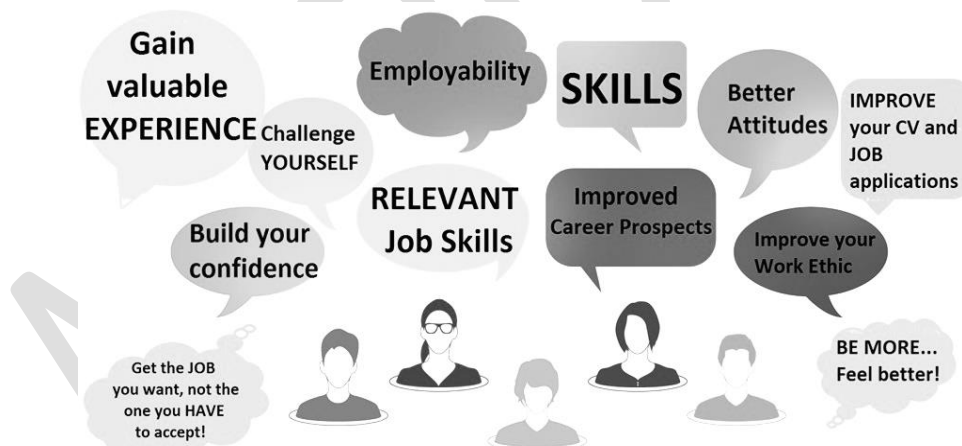 Gain
valuable
EXPERIENCE
Challenge
YOURSELF
Employability
SKILLS
Better
Attitudes
IMPROVE
your CV and
JOB
applications
Build your
confidence
RELEVANT
Job Skills
Improved
Career Prospects
Improve your
Work Ethic
Get the JOB
you want, not the
one you HAVE
to accept!
BE MORE...
Feel better!